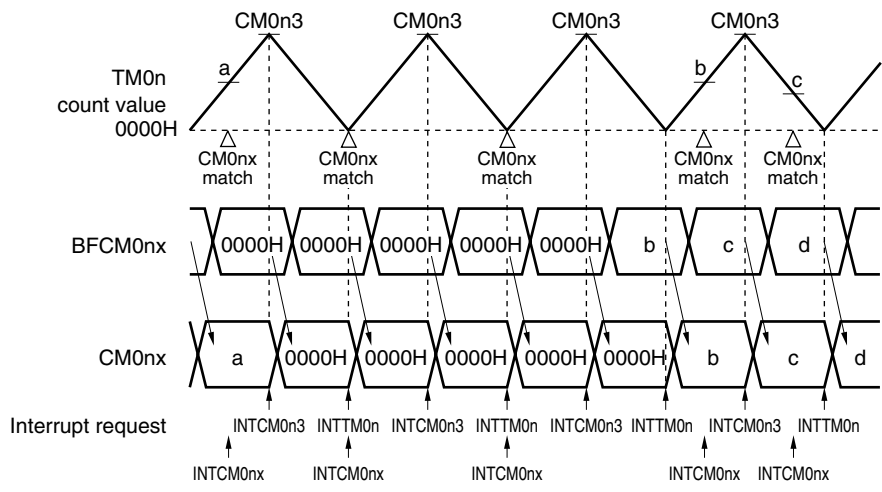 CM0n3 CM0n3 CM0n3 CM0n3
a b
TM0n c
count value
0000H
CM0nx CM0nx CM0nx CM0nx CM0nx
match match match match match
BFCM0nx 0000H 0000H 0000H 0000H 0000H b c d
CM0nx a 0000H 0000H 0000H 0000H 0000H b c d
Interrupt request INTCM0n3 INTTM0n INTCM0n3 INTTM0n INTCM0n3 INTTM0n INTCM0n3 INTTM0n
INTCM0nx INTCM0nx INTCM0nx INTCM0nx INTCM0nx